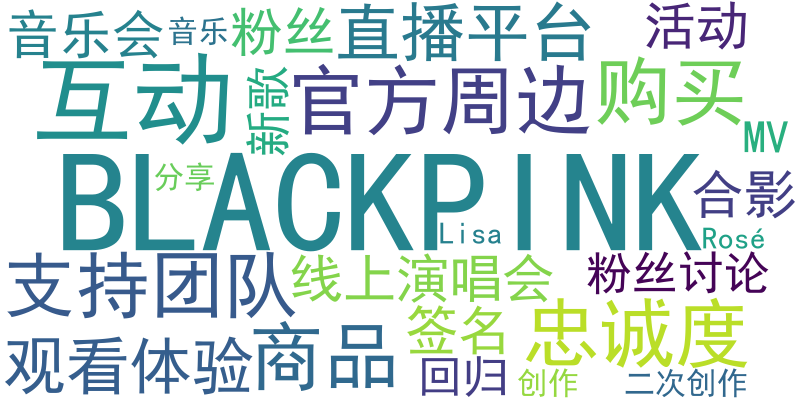 音乐会
音乐
粉丝
直播平台
活动
互动
新歌
官方周边
购买
MV
BLACKPINK
分享
合影
Lisa
Rosé
支持团队
线上演唱会
粉丝讨论
观看体验
商品
签名
忠诚度
回归
创作
二次创作